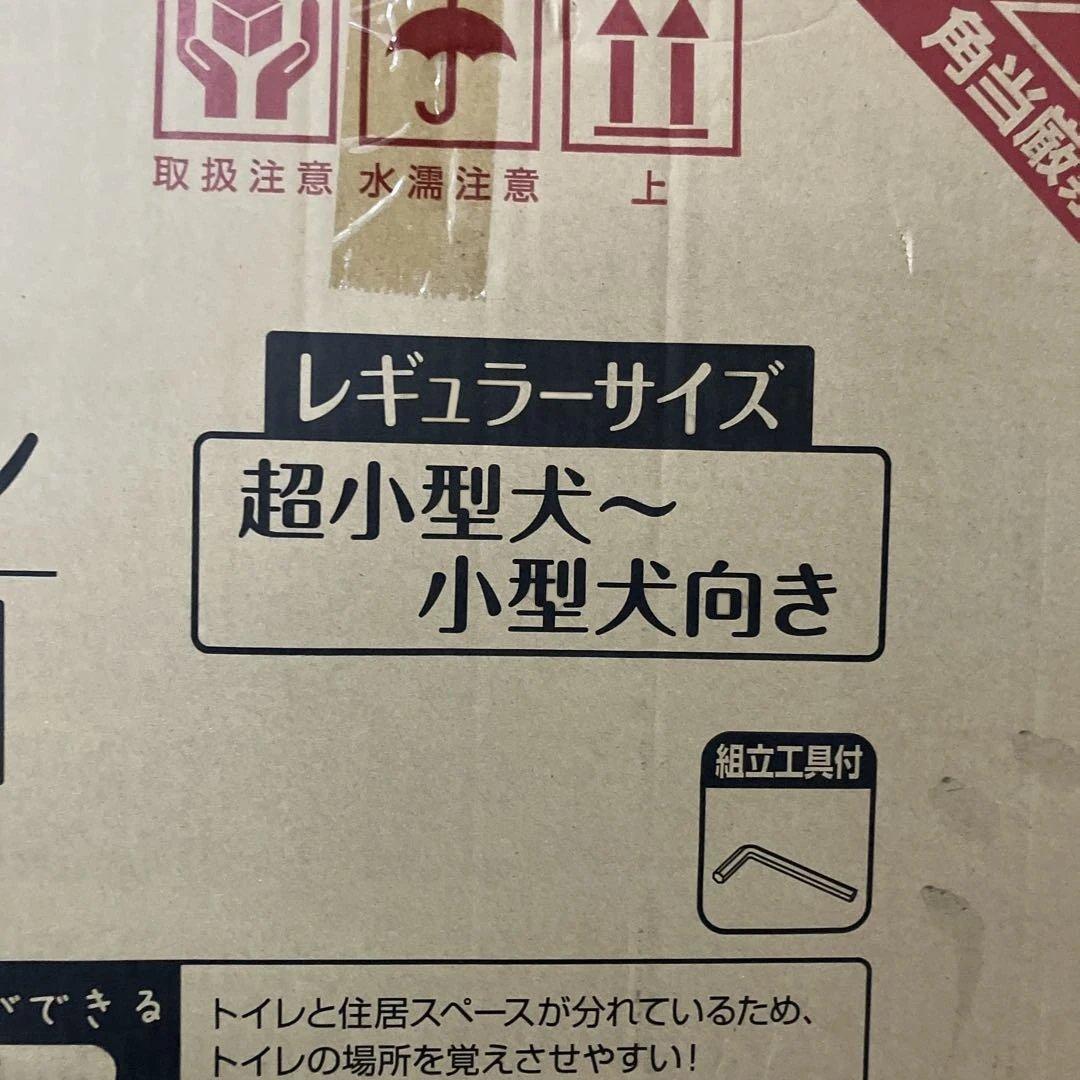 取扱注意 水濡注意 上
角当厳
レギュラーサイズ
超小型犬～
小型犬向き
組立工具付
できる
トイレと住居スペースが分れているため、
トイレの場所を覚えさせやすい!